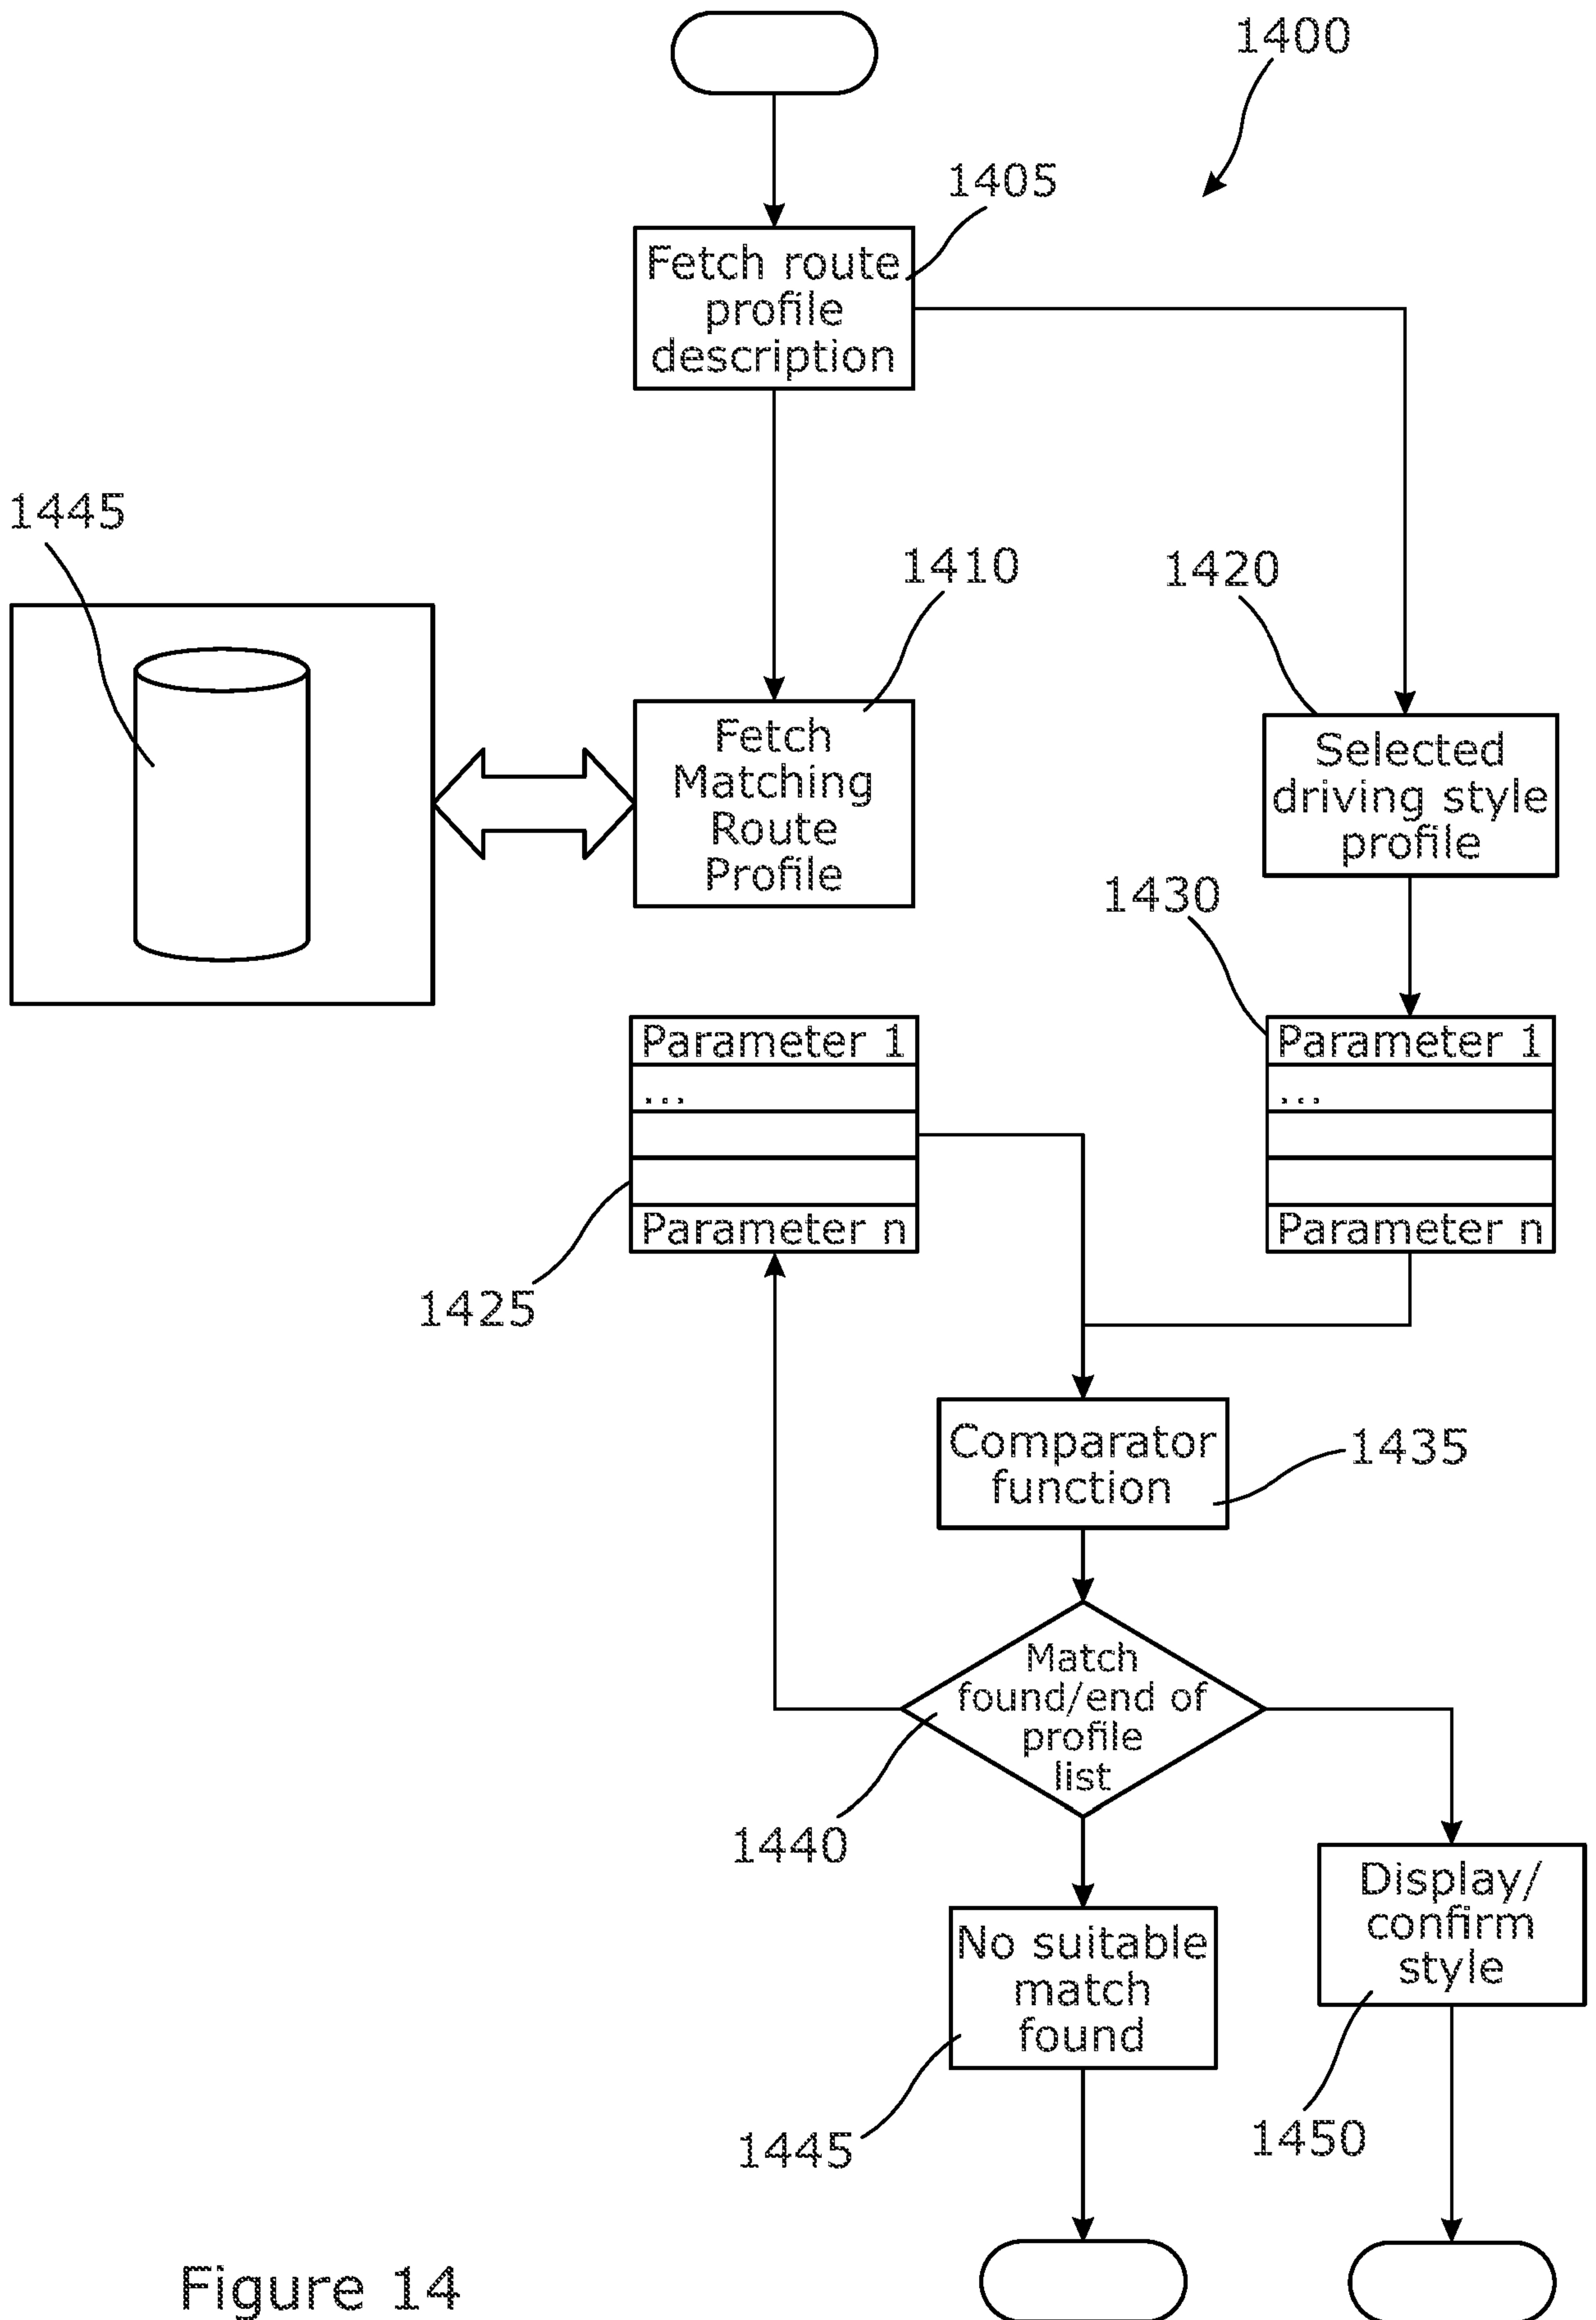 1400
1405
Fetch route
profile
description
1445
1410
1420
Fetch
Matching
Route
Profile
Selected
driving style
profile
1430
Parameter 1
...
Parameter n
Parameter 1
...
Parameter n
1425
Comparator
function
1435
Match
found/end of
profile
list
1440
No suitable
match
found
Display/
confirm
style
1445
1450
Figure 14